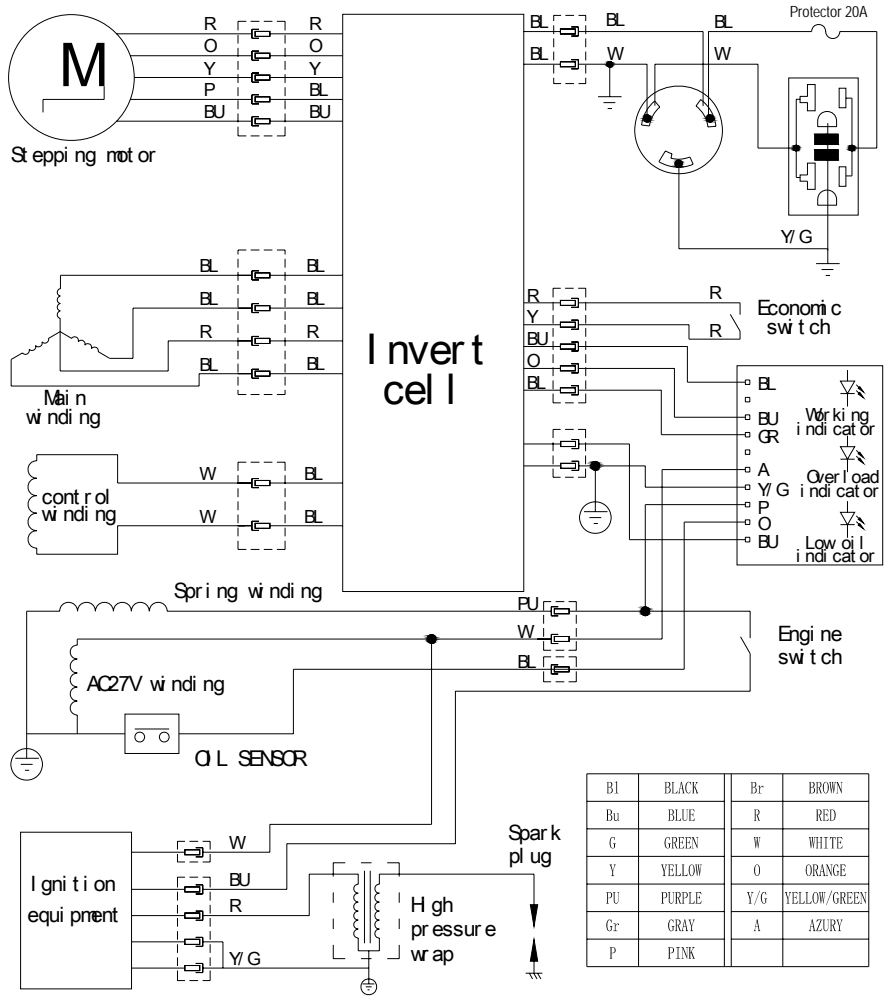 Protector 20A
R R
O O
Y Y
P BL
BU BU
M
Stepping motor
BL BL BL
BL W W
Y/G
BL BL
BL BL
R R
BL BL
Main
winding
Invert
cell
R R
Y R
BU
O
BL
Economic
switch
BL
BU
GR
A
Y/G
P
O
BU
Working
indicator
Overload
indicator
Low oil
indicator
W BL
W BL
control
winding
Spring winding
PU
W
BL
Engine
switch
AC27V winding
OIL SENSOR
Ignition
equipment
W
BU
R
Y/G
High
pressure
wrap
Spark
plug
Bl BLACK Br BROWN
Bu BLUE R RED
G GREEN W WHITE
Y YELLOW O ORANGE
PU PURPLE Y/G YELLOW/GREEN
Gr GRAY A AZURY
P PINK